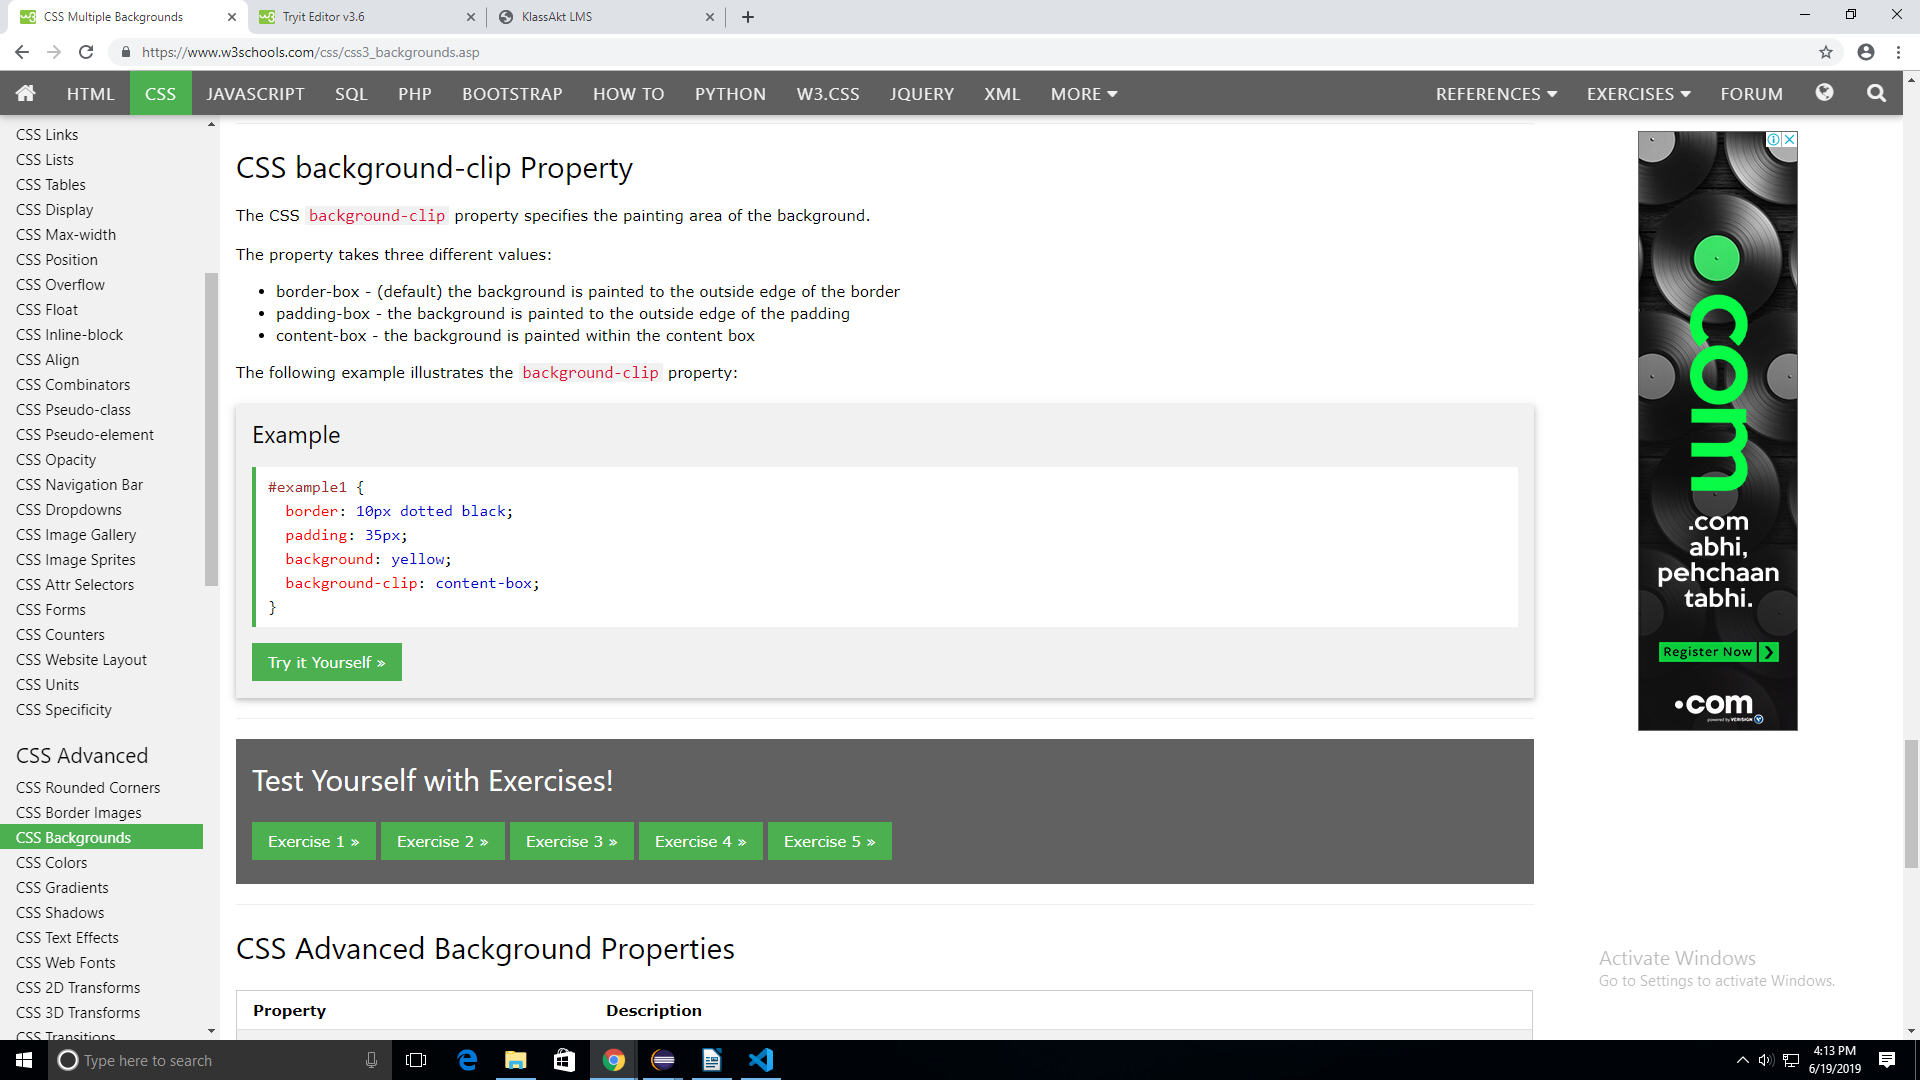 CSS Multiple Backgrounds
Tryit Editor v3.6
KlassAkt LMS
https://www.w3schools.com/css/css3_backgrounds.asp
HTML CSS JAVASCRIPT SQL PHP BOOTSTRAP HOW TO PYTHON W3.CSS JQUERY XML MORE REFERENCES EXERCISES FORUM
CSS Links
CSS Lists
CSS Tables
CSS Display
CSS Max-width
CSS Position
CSS Overflow
CSS Float
CSS Inline-block
CSS Align
CSS Combinators
CSS Pseudo-class
CSS Pseudo-element
CSS Opacity
CSS Navigation Bar
CSS Dropdowns
CSS Image Gallery
CSS Image Sprites
CSS Attr Selectors
CSS Forms
CSS Counters
CSS Website Layout
CSS Units
CSS Specificity
CSS Advanced
CSS Rounded Corners
CSS Border Images
CSS Backgrounds
CSS Colors
CSS Gradients
CSS Shadows
CSS Text Effects
CSS Web Fonts
CSS 2D Transforms
CSS 3D Transforms
CSS Transitions
CSS background-clip Property
The CSS background-clip property specifies the painting area of the background.
The property takes three different values:
• border-box - (default) the background is painted to the outside edge of the border
• padding-box - the background is painted to the outside edge of the padding
• content-box - the background is painted within the content box
The following example illustrates the background-clip property:
Example
#example1 {
border: 10px dotted black;
padding: 35px;
background: yellow;
background-clip: content-box;
}
Try it Yourself »
Test Yourself with Exercises!
Exercise 1 » Exercise 2 » Exercise 3 » Exercise 4 » Exercise 5 »
CSS Advanced Background Properties
Property Description
.com
.com
abhi,
pehchaan
tabhi.
Register Now
.com
powered by VERISIGN
Activate Windows
Go to Settings to activate Windows.
Type here to search
4:13 PM
6/19/2019